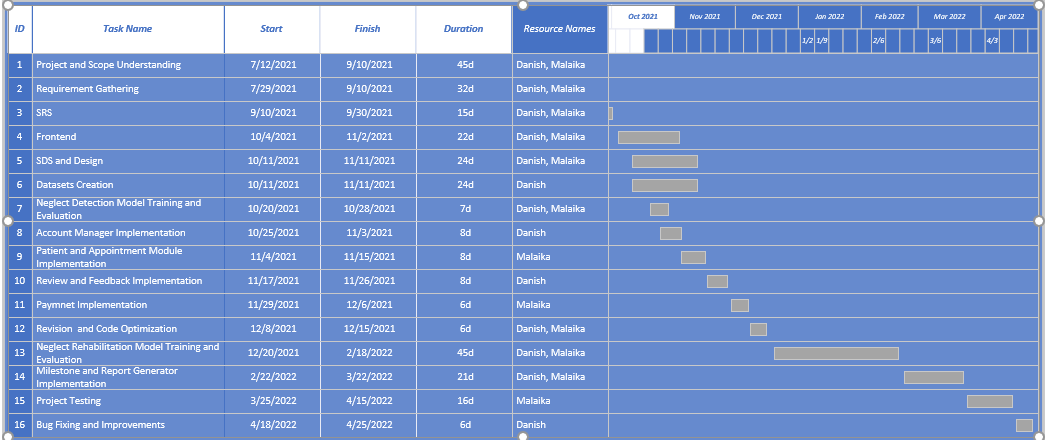 ID Task Name Start Finish Duration Resource Names Oct 2021 Nov 2021 Dec 2021 Jan 2022 Feb 2022 Mar 2022 Apr 2022
1/2 1/9 2/6 3/6 4/3
1 Project and Scope Understanding 7/12/2021 9/10/2021 45d Danish, Malaika
2 Requirement Gathering 7/29/2021 9/10/2021 32d Danish, Malaika
3 SRS 9/10/2021 9/30/2021 15d Danish, Malaika
4 Frontend 10/4/2021 11/2/2021 22d Danish, Malaika
5 SDS and Design 10/11/2021 11/11/2021 24d Danish, Malaika
6 Datasets Creation 10/11/2021 11/11/2021 24d Danish
7 Neglect Detection Model Training and
Evaluation 10/20/2021 10/28/2021 7d Danish, Malaika
8 Account Manager Implementation 10/25/2021 11/3/2021 8d Danish
9 Patient and Appointment Module
Implementation 11/4/2021 11/15/2021 8d Malaika
10 Review and Feedback Implementation 11/17/2021 11/26/2021 8d Danish
11 Paymnet Implementation 11/29/2021 12/6/2021 6d Malaika
12 Revision and Code Optimization 12/8/2021 12/15/2021 6d Danish, Malaika
13 Neglect Rehabilitation Model Training and
Evaluation 12/20/2021 2/18/2022 45d Danish, Malaika
14 Milestone and Report Generator
Implementation 2/22/2022 3/22/2022 21d Danish, Malaika
15 Project Testing 3/25/2022 4/15/2022 16d Malaika
16 Bug Fixing and Improvements 4/18/2022 4/25/2022 6d Danish